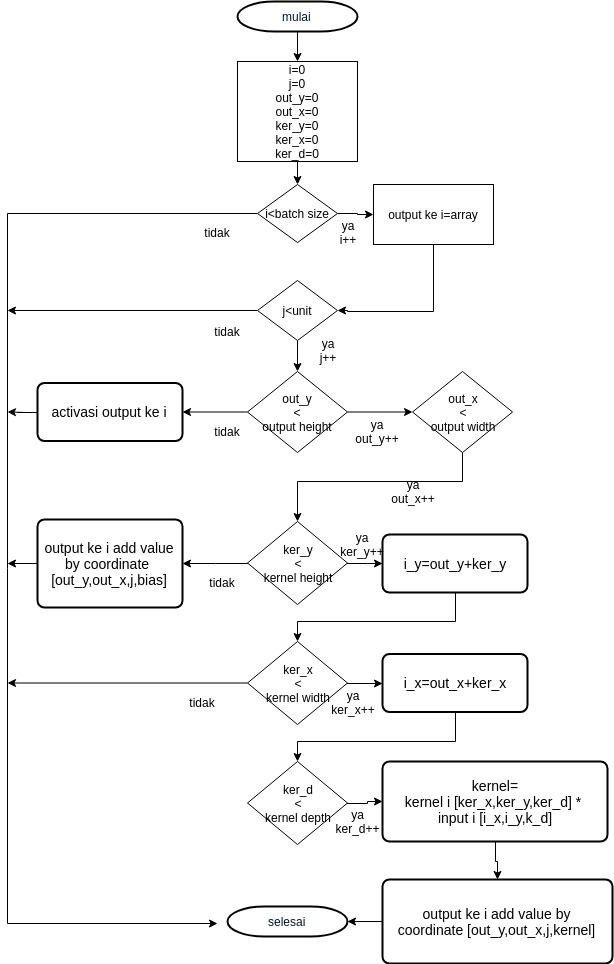 mulai
i=0
j=0
out_y=0
out_x=0
ker_y=0
ker_x=0
ker_d=0
i<batch size
tidak
ya
i++
output ke i=array
j<unit
tidak
ya
j++
activasi output ke i
tidak
out_y
<
output height
ya
out_y++
out_x
<
output width
ya
out_x++
output ke i add value
by coordinate
[out_y,out_x,j,bias]
tidak
ker_y
<
kernel height
ya
ker_y++
i_y=out_y+ker_y
tidak
ker_x
<
kernel width
ya
ker_x++
i_x=out_x+ker_x
ker_d
<
kernel depth
ya
ker_d++
kernel=
kernel i [ker_x,ker_y,ker_d] *
input i [i_x,i_y,k_d]
selesai
output ke i add value by
coordinate [out_y,out_x,j,kernel]